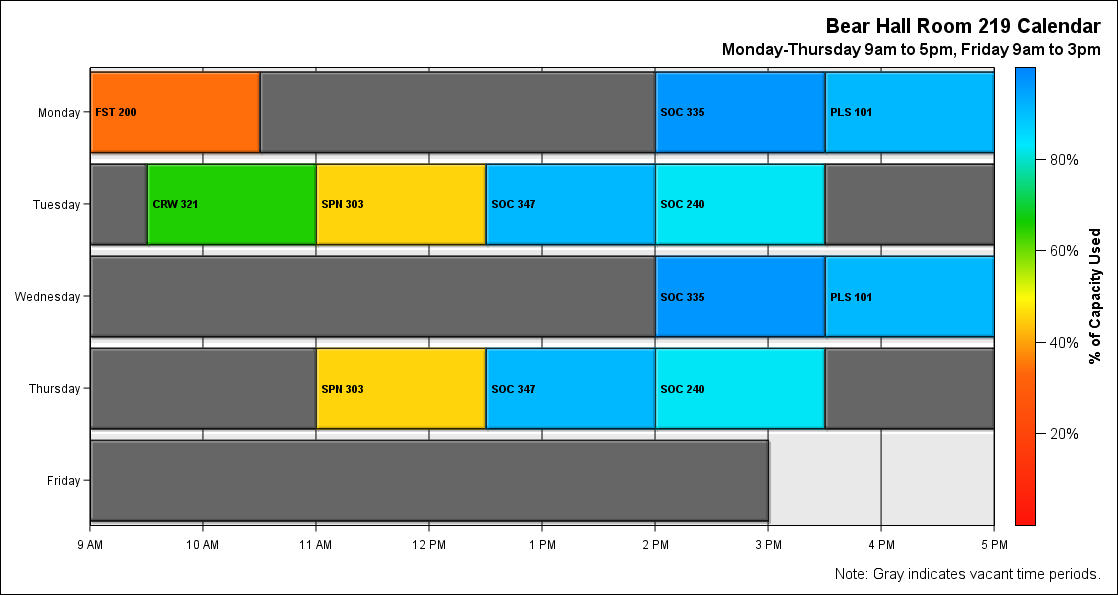 Bear Hall Room 219 Calendar
Monday-Thursday 9am to 5pm, Friday 9am to 3pm
Monday
FST 200
SOC 335
PLS 101
Tuesday
CRW 321
SPN 303
SOC 347
SOC 240
Wednesday
SOC 335
PLS 101
Thursday
SPN 303
SOC 347
SOC 240
Friday
9 AM
10 AM
11 AM
12 PM
1 PM
2 PM
3 PM
4 PM
5 PM
80%
60%
40%
20%
% of Capacity Used
Note: Gray indicates vacant time periods.